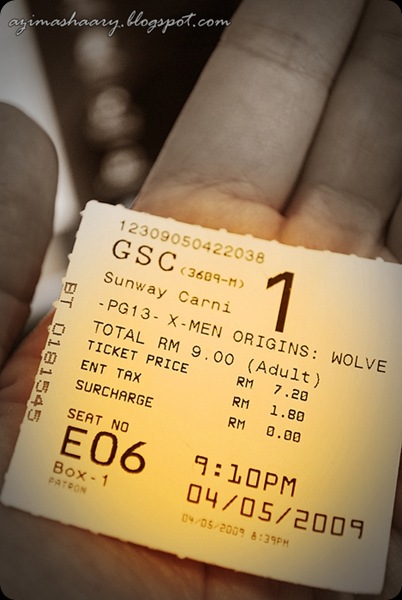 azimashaary.blogspot.com
12309050422038
GSC (3609-M)
Sunway Carni
1
-PG13- X-MEN ORIGINS: WOLVE
TOTAL RM 9.00 (Adult)
TICKET PRICE RM 7.20
ENT TAX RM 1.80
SURCHARGE RM 0.00
SEAT NO
E06
Box-1
PATRON
9:10PM
04/05/2009
04/05/2009 8:39PM
BT 0181545